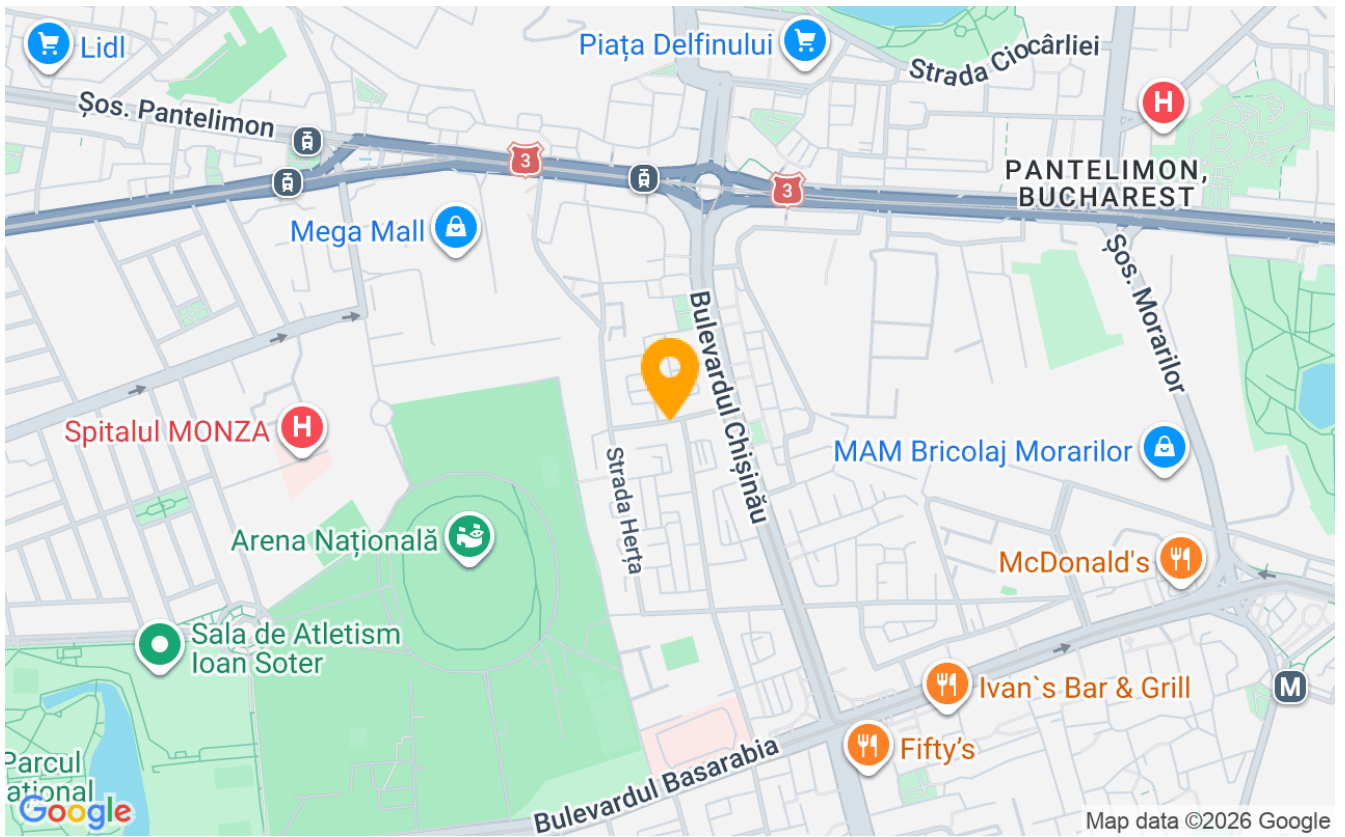 Lidl
Piața Delfinului
Strada Ciocârliei
Șos. Pantelimon
H
3
3
PANTELIMON,
BUCHAREST
Mega Mall
Șos. Morarilor
Bulevardul Chișinău
Spitalul MONZA
H
MAM Bricolaj Morarilor
Strada Herța
Arena Națională
McDonald's
Sala de Atletism
Ioan Soter
M
Ivan`s Bar & Grill
Fifty’s
Bulevardul Basarabia
Parcul
ațional
Google
Map data ©2026 Google